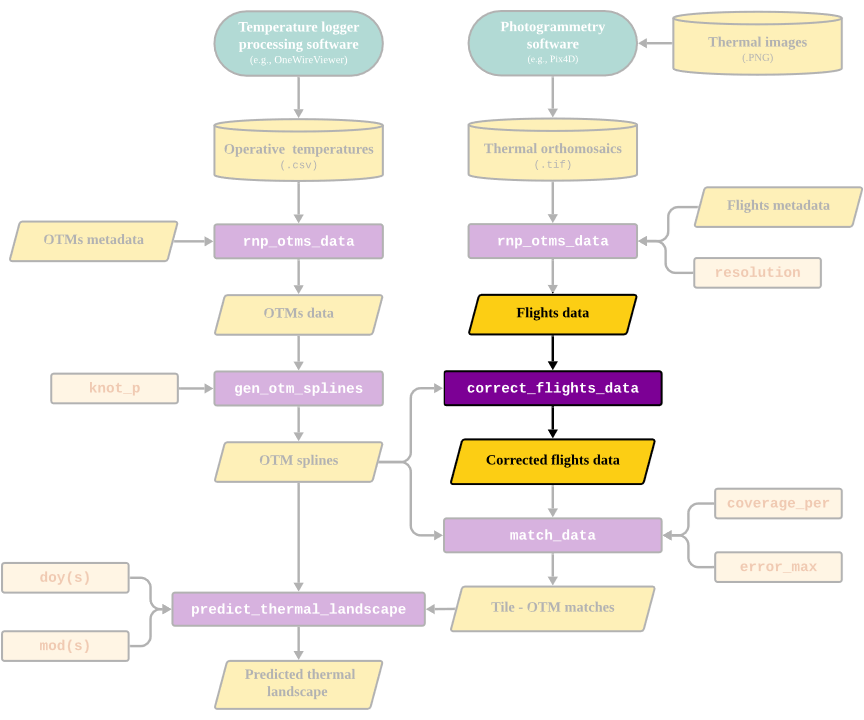 Temperature logger
processing software
(e.g., OneWireViewer)
Photogrammetry
software
(e.g., Pix4D)
Thermal images
(.PNG)
Operative  temperatures
(.csv)
Thermal orthomosaics
(.tif)
Flights metadata
OTMs metadata
rnp_otms_data
rnp_otms_data
resolution
OTMs data
Flights data
knot_p
gen_otm_splines
correct_flights_data
OTM splines
Corrected flights data
coverage_per
match_data
error_max
doy(s)
predict_thermal_landscape
Tile - OTM matches
mod(s)
Predicted thermal
landscape